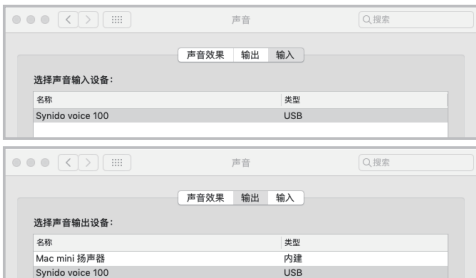 声音
搜索
声音效果 输出 输入
选择声音输入设备：
名称 类型
Synido voice 100 USB
声音
搜索
声音效果 输出 输入
选择声音输出设备：
名称 类型
Mac mini 扬声器 内建
Synido voice 100 USB